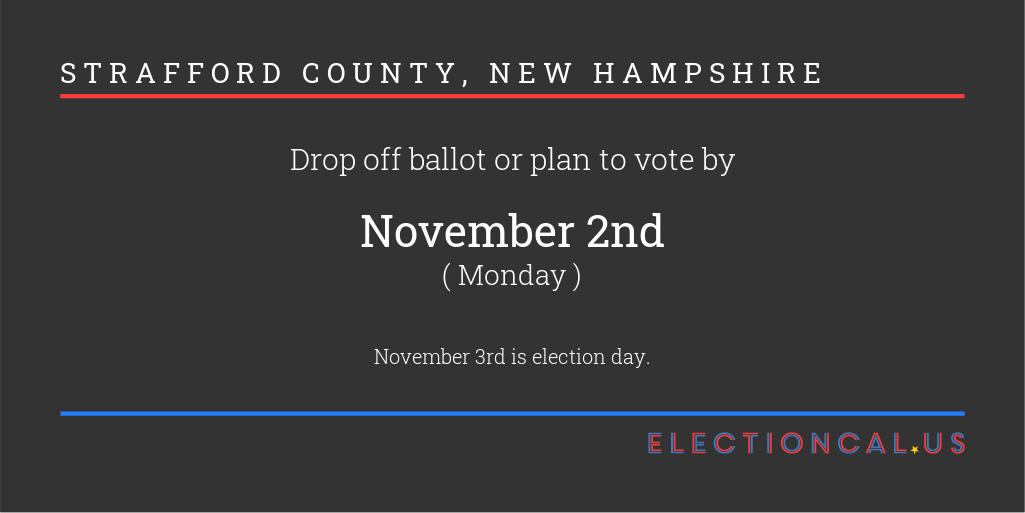 STRAFFORD COUNTY, NEW HAMPSHIRE
Drop off ballot or plan to vote by
November 2nd
( Monday )
November 3rd is election day.
ELECTIONCAL.US